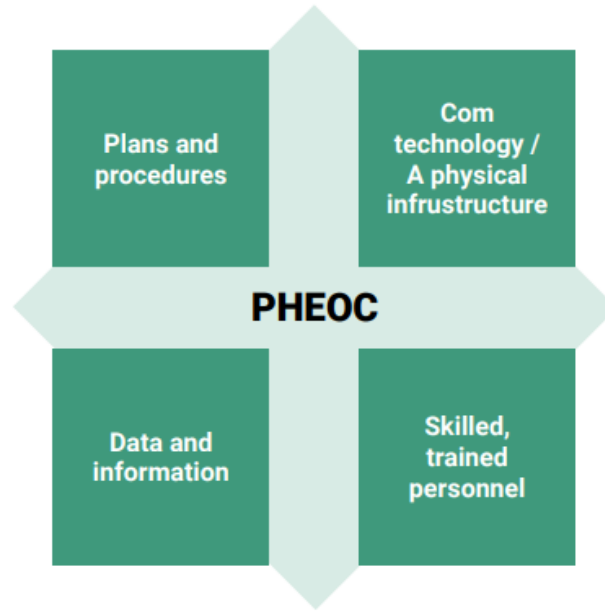 Plans and
procedures
Com
technology /
A physical
infrustructure
PHEOC
Data and
information
Skilled,
trained
personnel